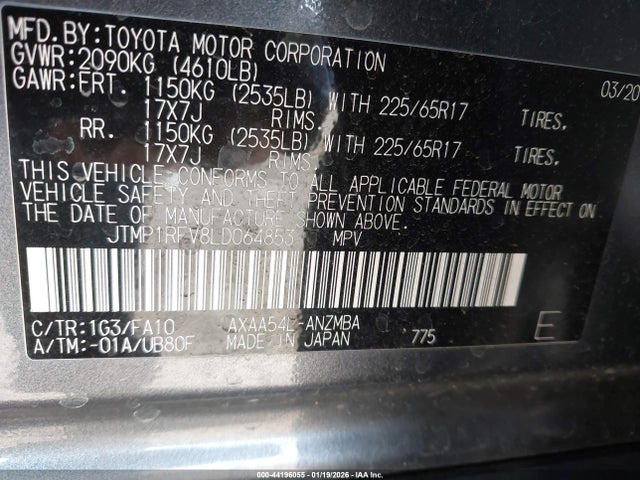 MFD.BY:TOYOTA MOTOR CORPORATION
GVWR:2090KG (4610LB) 03/20
GAWR:FRT. 1150KG (2535LB) WITH 225/65R17 TIRES,
17X7J RIMS.
RR. 1150KG (2535LB) WITH 225/65R17 TIRES,
17X7J RIMS.
THIS VEHICLE CONFORMS TO ALL APPLICABLE FEDERAL MOTOR
VEHICLE SAFETY AND THEFT PREVENTION STANDARDS IN EFFECT ON
THE DATE OF MANUFACTURE SHOWN ABOVE.
JTMP1RFV8LD064853 MPV
C/TR:1G3/FA10 AXAA54L-ANZMBA
A/TM:-01A/UB80F MADE IN JAPAN 775 E
000-44196055 - 01/19/2026 - IAA Inc.